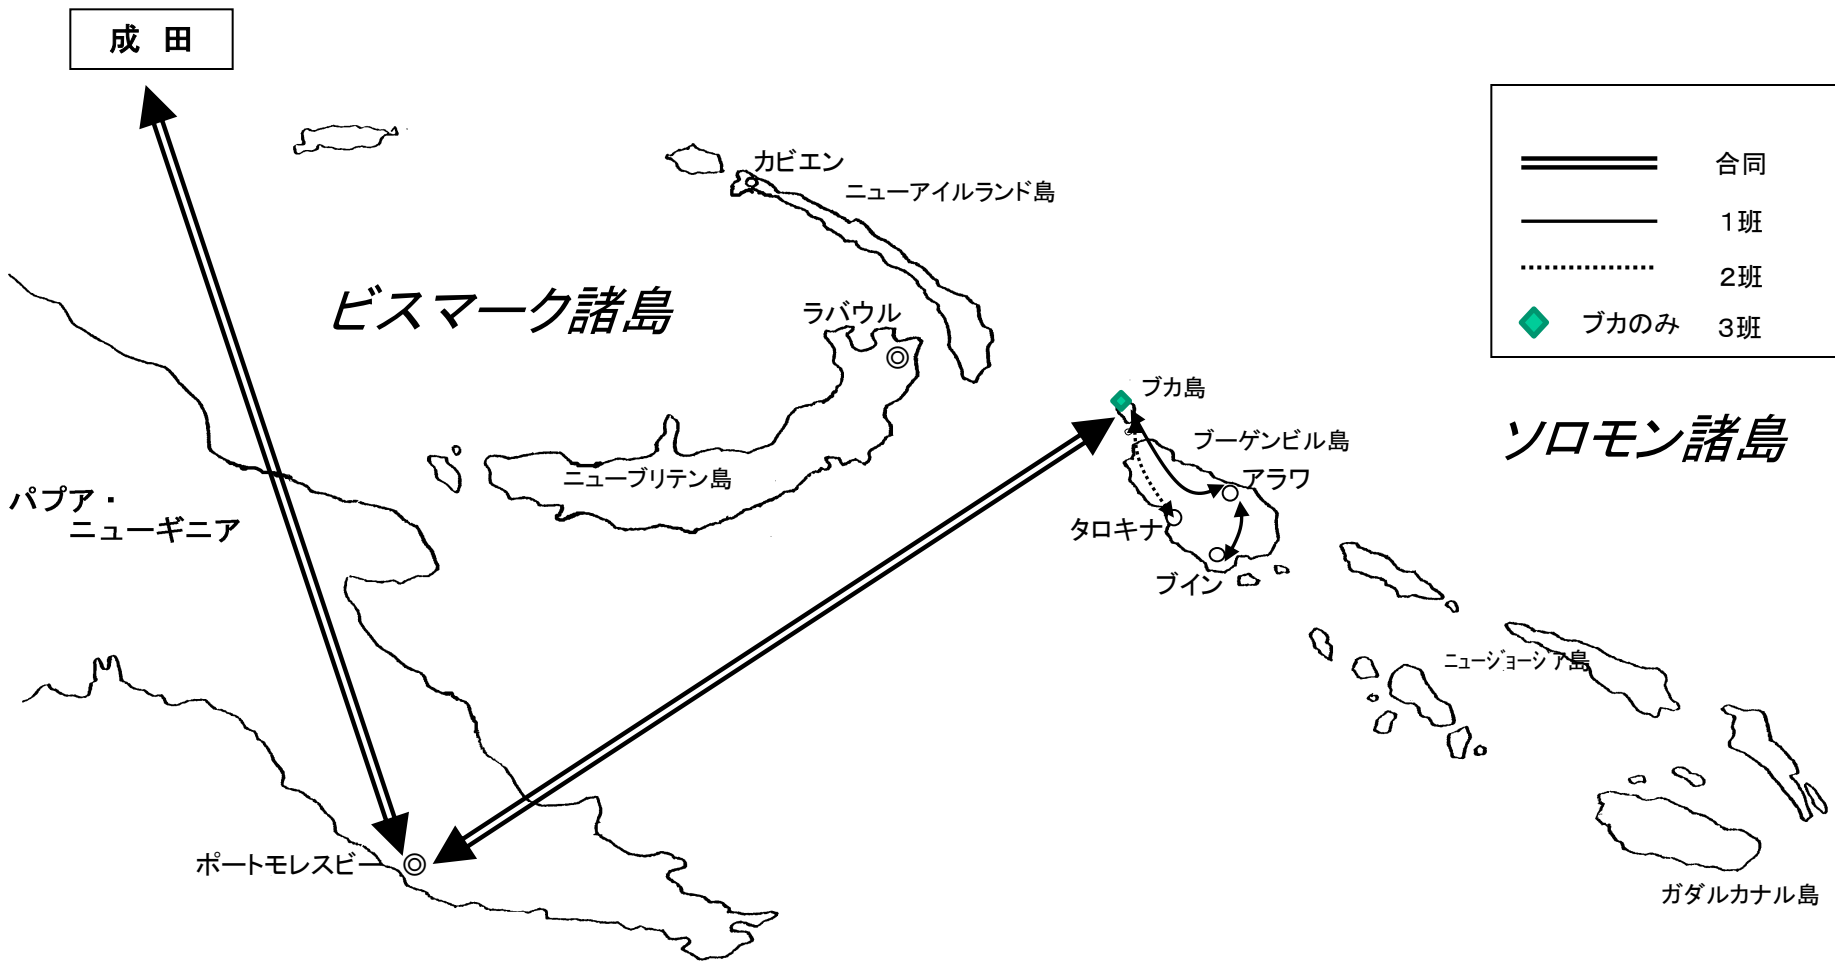 成 田
合同
1班
2班
ブカのみ 3班
カビエン
ニューアイルランド島
ビスマーク諸島
ラバウル
ブカ島
ブーゲンビル島
ソロモン諸島
アラワ
ニューブリテン島
パプア・
ニューギニア
タロキナ
ブイン
ニュージョージア島
ポートモレスビー
ガダルカナル島